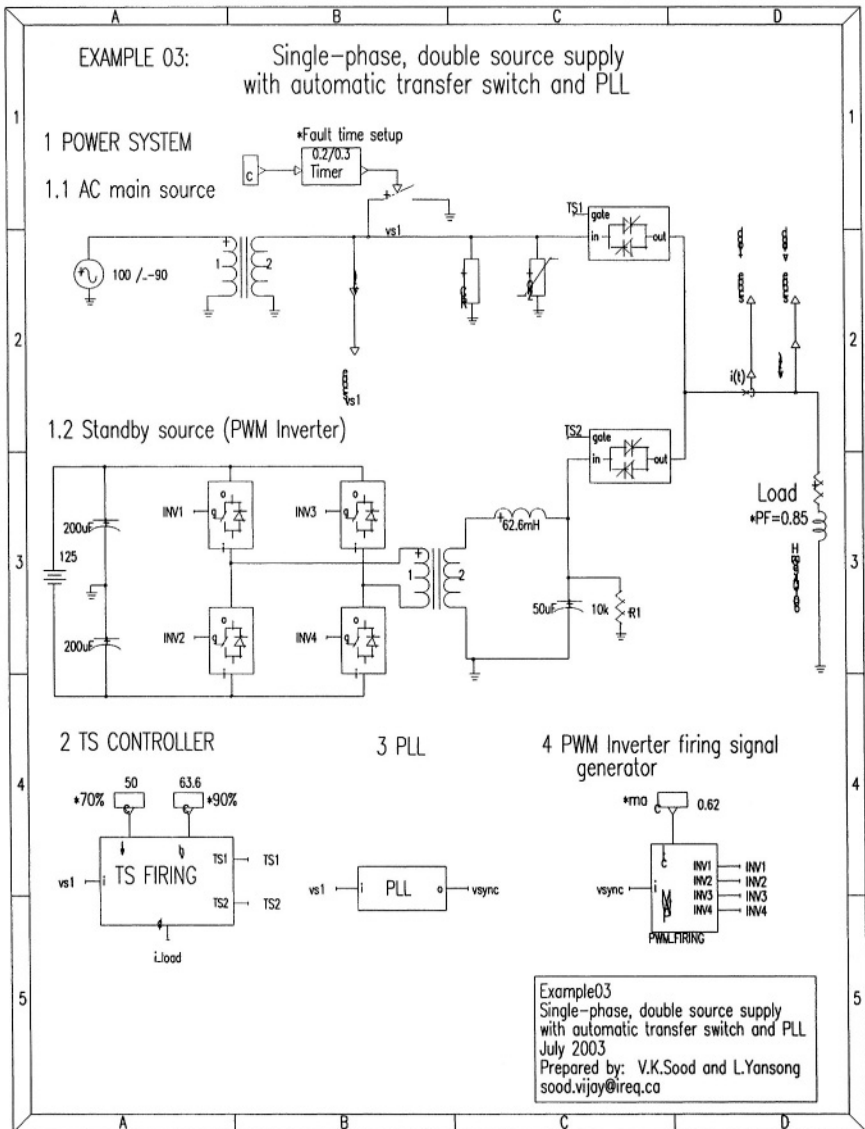 A B C D
EXAMPLE 03:
Single-phase, double source supply
with automatic transfer switch and PLL
1 1
1 POWER SYSTEM
*Fault time setup
0.2/0.3
Timer
c
1.1 AC main source
TS1
gate
in out
vs1
100 /_-90
1 2
2 2
i(t)
vs1
1.2 Standby source (PWM Inverter)
TS2
gate
in out
Load
*PF=0.85
200uF
INV1
INV3
g
o
i
62.6mH
125
3 3
1 2
50uF
10k
R1
200uF
INV2
INV4
g
o
i
2 TS CONTROLLER
3 PLL
4 PWM Inverter firing signal
generator
4 4
50
63.6
*70%
*90%
c
c
*ma
c
0.62
vs1
i
TS FIRING
TS1
TS1
TS2
TS2
i_load
vs1
i
PLL
o
vsync
vsync
i
INV1
INV2
INV3
INV4
INV1
INV2
INV3
INV4
PWM_FIRING
5 5
Example03
Single-phase, double source supply
with automatic transfer switch and PLL
July 2003
Prepared by: V.K.Sood and L.Yansong
sood.vijay@ireq.ca
A B C D